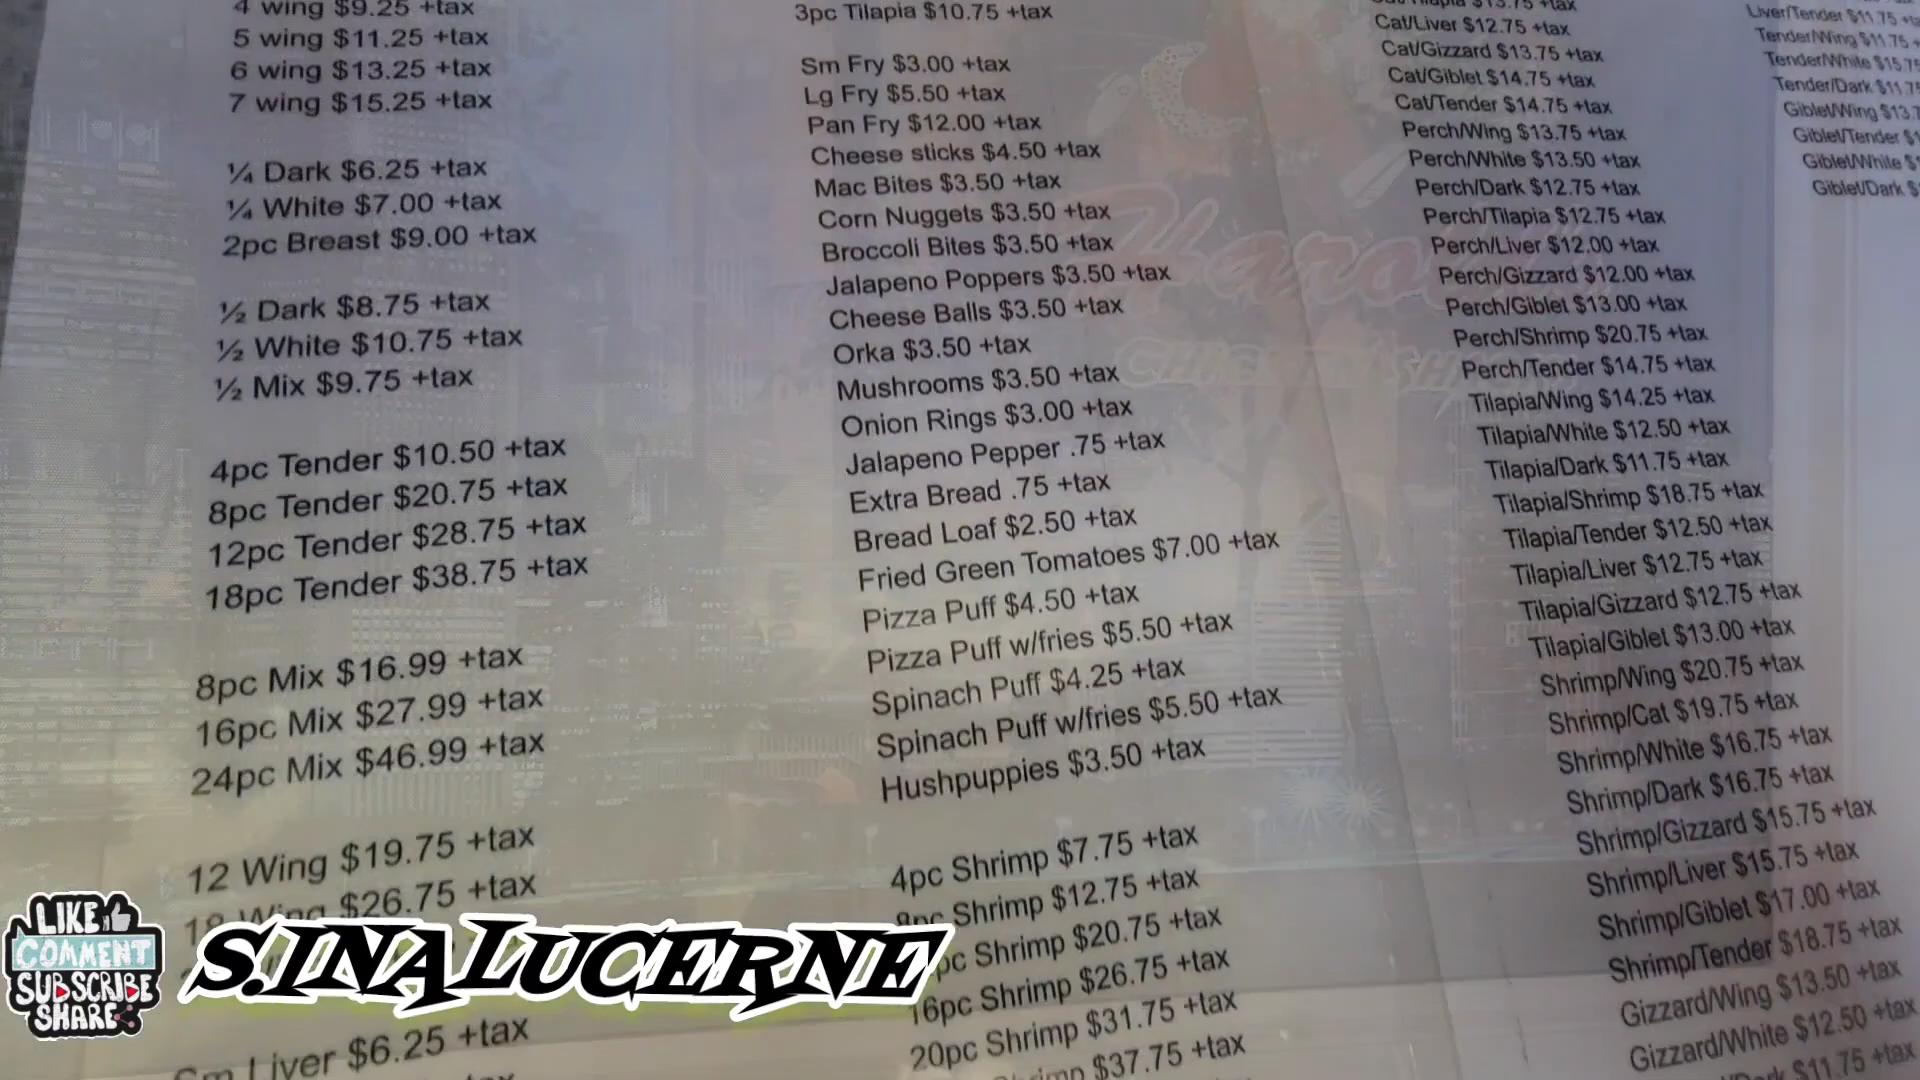 4 wing $9.25 +tax
5 wing $11.25 +tax
6 wing $13.25 +tax
7 wing $15.25 +tax
¼ Dark $6.25 +tax
¼ White $7.00 +tax
2pc Breast $9.00 +tax
½ Dark $8.75 +tax
½ White $10.75 +tax
½ Mix $9.75 +tax
4pc Tender $10.50 +tax
8pc Tender $20.75 +tax
12pc Tender $28.75 +tax
18pc Tender $38.75 +tax
8pc Mix $16.99 +tax
16pc Mix $27.99 +tax
24pc Mix $46.99 +tax
12 Wing $19.75 +tax
18 Wing $26.75 +tax
Sm Liver $6.25 +tax
3pc Tilapia $10.75 +tax
Sm Fry $3.00 +tax
Lg Fry $5.50 +tax
Pan Fry $12.00 +tax
Cheese sticks $4.50 +tax
Mac Bites $3.50 +tax
Corn Nuggets $3.50 +tax
Broccoli Bites $3.50 +tax
Jalapeno Poppers $3.50 +tax
Cheese Balls $3.50 +tax
Orka $3.50 +tax
Mushrooms $3.50 +tax
Onion Rings $3.00 +tax
Jalapeno Pepper .75 +tax
Extra Bread .75 +tax
Bread Loaf $2.50 +tax
Fried Green Tomatoes $7.00 +tax
Pizza Puff $4.50 +tax
Pizza Puff w/fries $5.50 +tax
Spinach Puff $4.25 +tax
Spinach Puff w/fries $5.50 +tax
Hushpuppies $3.50 +tax
4pc Shrimp $7.75 +tax
8pc Shrimp $12.75 +tax
pc Shrimp $20.75 +tax
16pc Shrimp $26.75 +tax
20pc Shrimp $31.75 +tax
Shrimp $37.75 +tax
Cat/Tilapia $13.75 +tax
Cat/Liver $12.75 +tax
Cat/Gizzard $13.75 +tax
Cat/Giblet $14.75 +tax
Cat/Tender $14.75 +tax
Perch/Wing $13.75 +tax
Perch/White $13.50 +tax
Perch/Dark $12.75 +tax
Perch/Tilapia $12.75 +tax
Perch/Liver $12.00 +tax
Perch/Gizzard $12.00 +tax
Perch/Giblet $13.00 +tax
Perch/Shrimp $20.75 +tax
Perch/Tender $14.75 +tax
Tilapia/Wing $14.25 +tax
Tilapia/White $12.50 +tax
Tilapia/Dark $11.75 +tax
Tilapia/Shrimp $18.75 +tax
Tilapia/Tender $12.50 +tax
Tilapia/Liver $12.75 +tax
Tilapia/Gizzard $12.75 +tax
Tilapia/Giblet $13.00 +tax
Shrimp/Wing $20.75 +tax
Shrimp/Cat $19.75 +tax
Shrimp/White $16.75 +tax
Shrimp/Dark $16.75 +tax
Shrimp/Gizzard $15.75 +tax
Shrimp/Liver $15.75 +tax
Shrimp/Giblet $17.00 +tax
Shrimp/Tender $18.75 +tax
Gizzard/Wing $13.50 +tax
Gizzard/White $12.50 +tax
$11.75 +tax
Liver/Tender $11.75 +ta
Tender/Wing $11.75 +
Tender/White $15.75
Tender/Dark $11.75
Giblet/Wing $13.7
Giblet/Tender $1
Giblet/White $
Giblet/Dark $
LIKE
COMMENT
SUBSCRIBE
SHARE
S.INALUCERNE